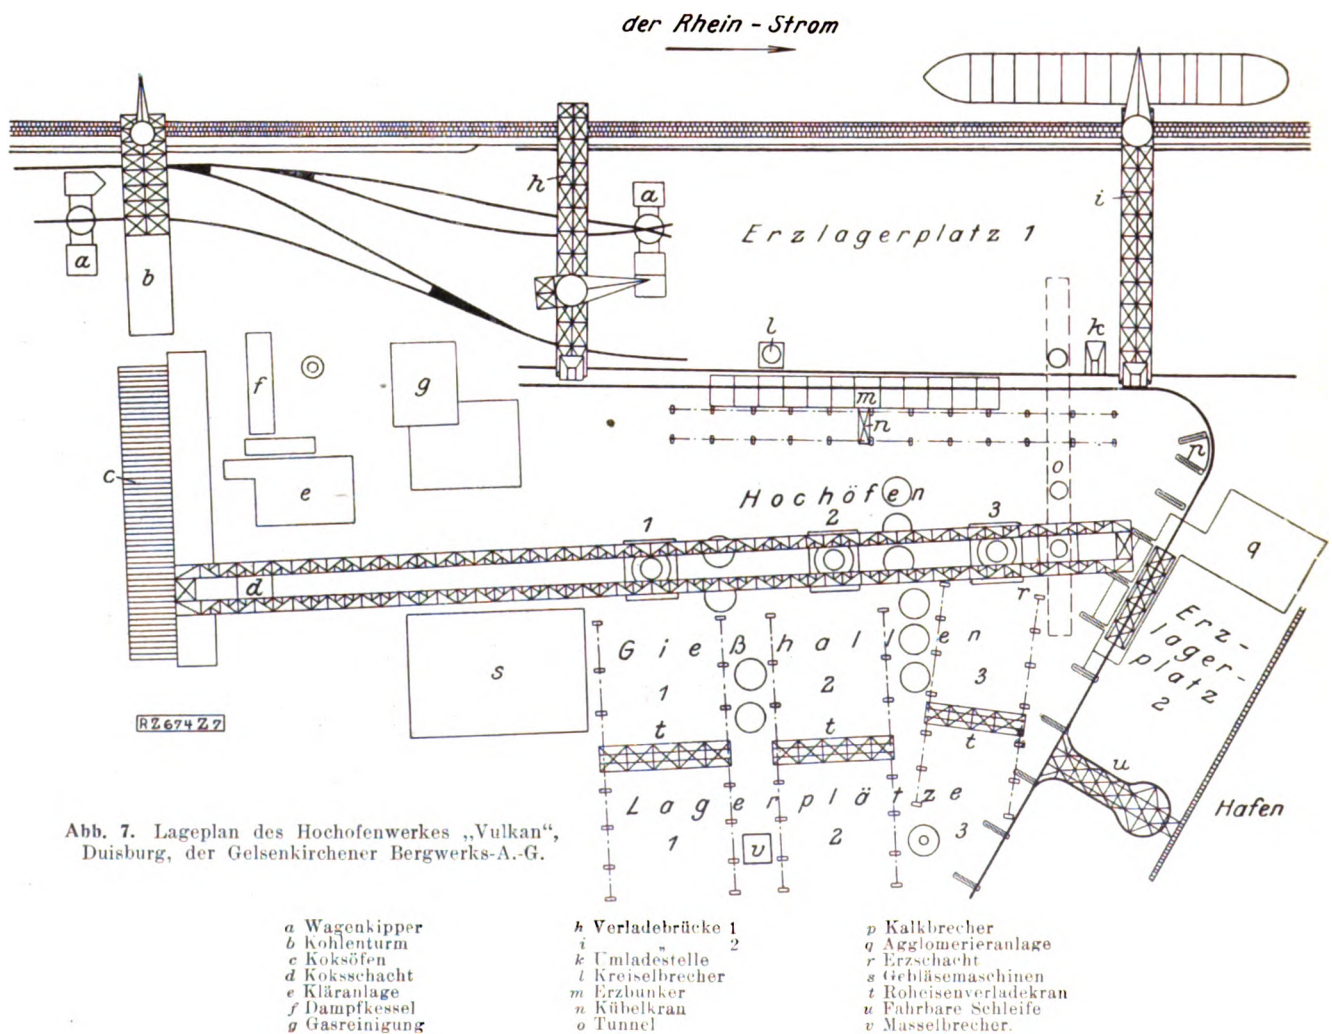 der Rhein-Strom
h
a
i
Erzlagerplatz 1
a
b
l
k
f
g
m
n
p
c
e
o
Hochöfen
1
2
3
q
d
r
Erz-
lager-
platz
2
Gießhallen
s
1
2
3
RZ674Z7
t
t
t
u
Lagerplätze
Hafen
1
2
3
v
Abb. 7. Lageplan des Hochofenwerkes „Vulkan“,
Duisburg, der Gelsenkirchener Bergwerks-A.-G.
a Wagenkipper
b Kohlenturm
c Koksöfen
d Koksschacht
e Kläranlage
f Dampfkessel
g Gasreinigung
h Verladebrücke 1
i „ 2
k Umladestelle
l Kreiselbrecher
m Erzbunker
n Kübelkran
o Tunnel
p Kalkbrecher
q Agglomerieranlage
r Erzschacht
s Gebläsemaschinen
t Roheisenverladekran
u Fahrbare Schleife
v Masselbrecher.